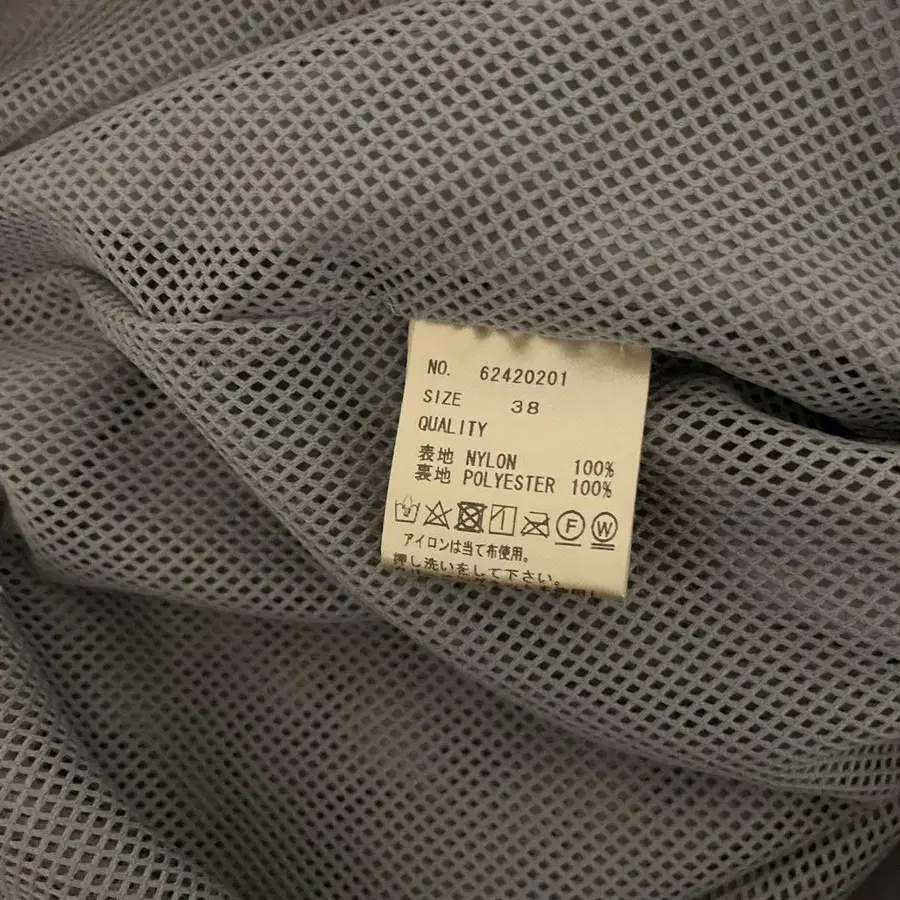 NO. 62420201
SIZE 38
QUALITY
表地 NYLON 100%
裏地 POLYESTER 100%
F W
アイロンは当て布使用。
押し洗いをして下さい。